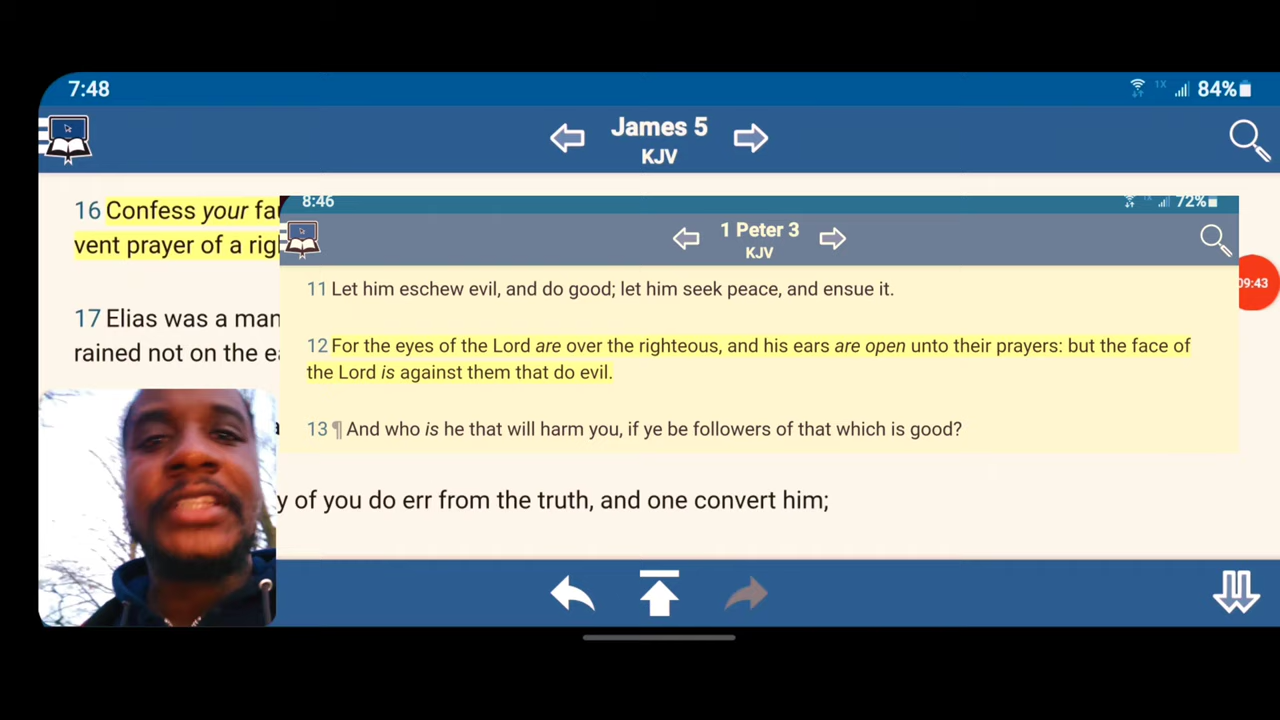 7:48
1X
84%
James 5
KJV
16 Confess your fau
vent prayer of a rig
17 Elias was a man
rained not on the ea
8:46
72%
1 Peter 3
KJV
11 Let him eschew evil, and do good; let him seek peace, and ensue it.
12 For the eyes of the Lord are over the righteous, and his ears are open unto their prayers: but the face of
the Lord is against them that do evil.
13 ¶ And who is he that will harm you, if ye be followers of that which is good?
09:43
y of you do err from the truth, and one convert him;